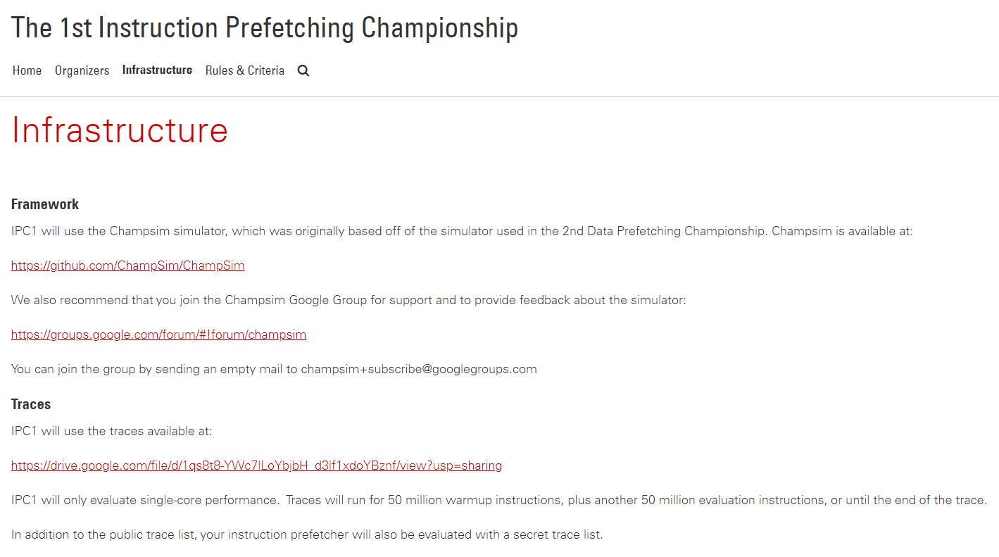 The 1st Instruction Prefetching Championship
Home Organizers Infrastructure Rules & Criteria
Infrastructure
Framework
IPC1 will use the Champsim simulator, which was originally based off of the simulator used in the 2nd Data Prefetching Championship. Champsim is available at:
https://github.com/ChampSim/ChampSim
We also recommend that you join the Champsim Google Group for support and to provide feedback about the simulator:
https://groups.google.com/forum/#!forum/champsim
You can join the group by sending an empty mail to champsim+subscribe@googlegroups.com
Traces
IPC1 will use the traces available at:
https://drive.google.com/file/d/1qs8t8-YWc7lLoYbjbH_d3lf1xdoYBznf/view?usp=sharing
IPC1 will only evaluate single-core performance.  Traces will run for 50 million warmup instructions, plus another 50 million evaluation instructions, or until the end of the trace.
In addition to the public trace list, your instruction prefetcher will also be evaluated with a secret trace list.